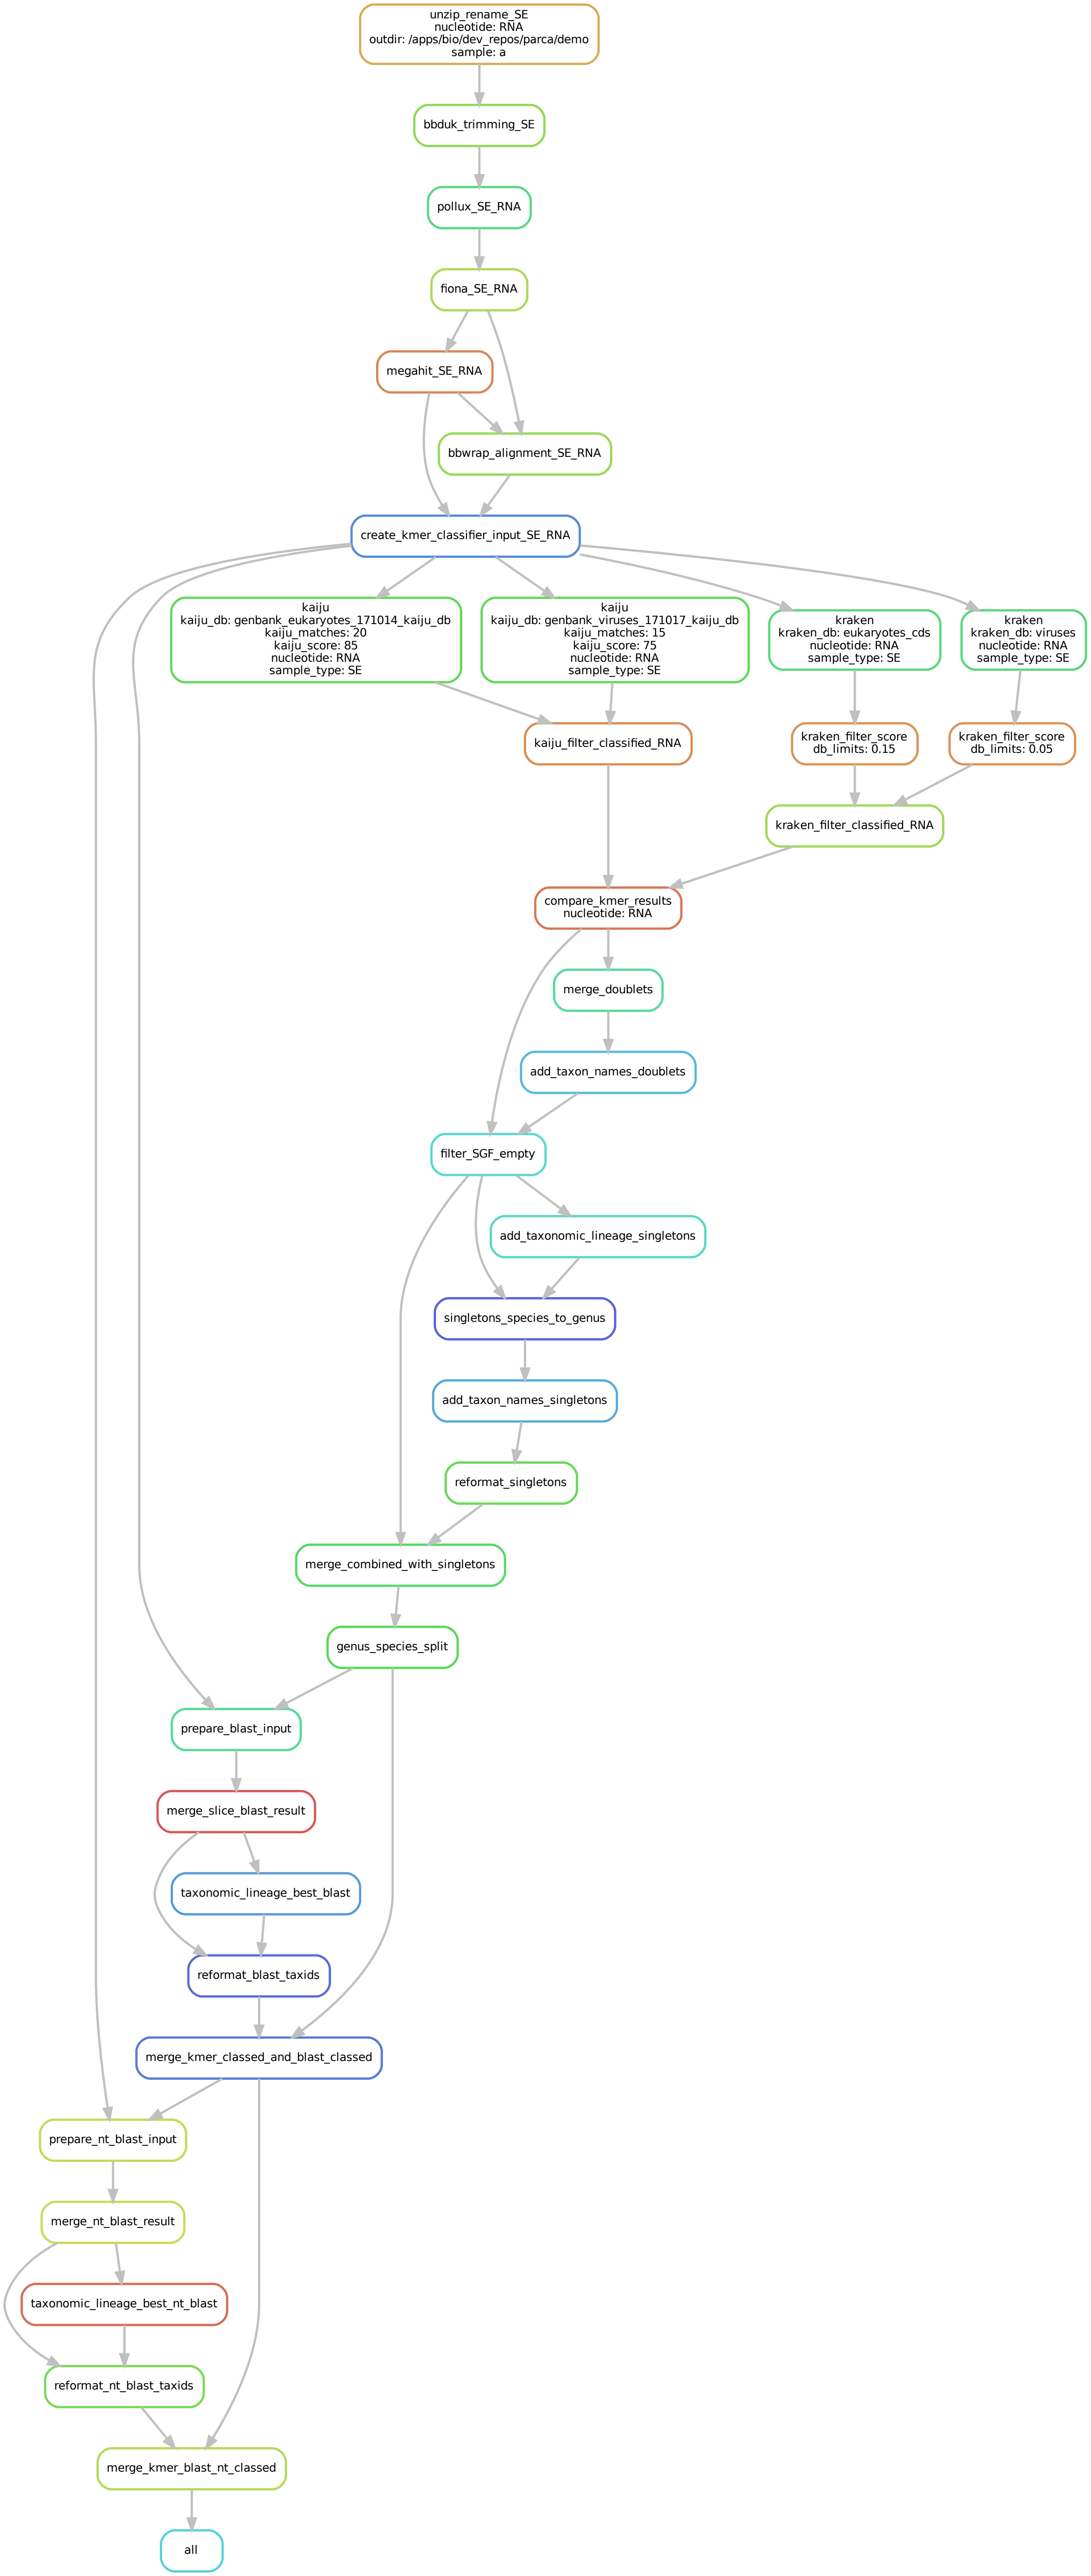 unzip_rename_SE
nucleotide: RNA
outdir: /apps/bio/dev_repos/parca/demo
sample: a
bbduk_trimming_SE
pollux_SE_RNA
fiona_SE_RNA
megahit_SE_RNA
bbwrap_alignment_SE_RNA
create_kmer_classifier_input_SE_RNA
kaiju
kaiju_db: genbank_eukaryotes_171014_kaiju_db
kaiju_matches: 20
kaiju_score: 85
nucleotide: RNA
sample_type: SE
kaiju
kaiju_db: genbank_viruses_171017_kaiju_db
kaiju_matches: 15
kaiju_score: 75
nucleotide: RNA
sample_type: SE
kraken
kraken_db: eukaryotes_cds
nucleotide: RNA
sample_type: SE
kraken
kraken_db: viruses
nucleotide: RNA
sample_type: SE
kaiju_filter_classified_RNA
kraken_filter_score
db_limits: 0.15
kraken_filter_score
db_limits: 0.05
kraken_filter_classified_RNA
compare_kmer_results
nucleotide: RNA
merge_doublets
add_taxon_names_doublets
filter_SGF_empty
add_taxonomic_lineage_singletons
singletons_species_to_genus
add_taxon_names_singletons
reformat_singletons
merge_combined_with_singletons
genus_species_split
prepare_blast_input
merge_slice_blast_result
taxonomic_lineage_best_blast
reformat_blast_taxids
merge_kmer_classed_and_blast_classed
prepare_nt_blast_input
merge_nt_blast_result
taxonomic_lineage_best_nt_blast
reformat_nt_blast_taxids
merge_kmer_blast_nt_classed
all